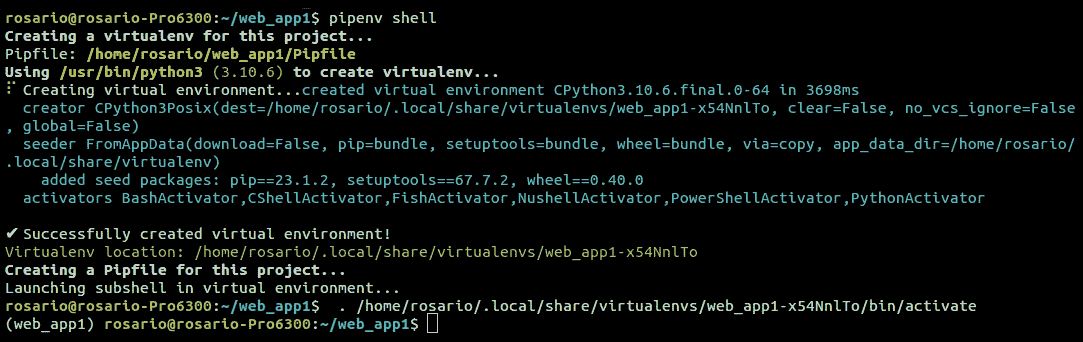 rosario@rosario-Pro6300:~/web_app1$ pipenv shell
Creating a virtualenv for this project...
Pipfile: /home/rosario/web_app1/Pipfile
Using /usr/bin/python3 (3.10.6) to create virtualenv...
⠏ Creating virtual environment...created virtual environment CPython3.10.6.final.0-64 in 3698ms
  creator CPython3Posix(dest=/home/rosario/.local/share/virtualenvs/web_app1-x54NnlTo, clear=False, no_vcs_ignore=False
, global=False)
  seeder FromAppData(download=False, pip=bundle, setuptools=bundle, wheel=bundle, via=copy, app_data_dir=/home/rosario/
.local/share/virtualenv)
    added seed packages: pip==23.1.2, setuptools==67.7.2, wheel==0.40.0
  activators BashActivator,CShellActivator,FishActivator,NushellActivator,PowerShellActivator,PythonActivator
✔ Successfully created virtual environment!
Virtualenv location: /home/rosario/.local/share/virtualenvs/web_app1-x54NnlTo
Creating a Pipfile for this project...
Launching subshell in virtual environment...
rosario@rosario-Pro6300:~/web_app1$  . /home/rosario/.local/share/virtualenvs/web_app1-x54NnlTo/bin/activate
(web_app1) rosario@rosario-Pro6300:~/web_app1$